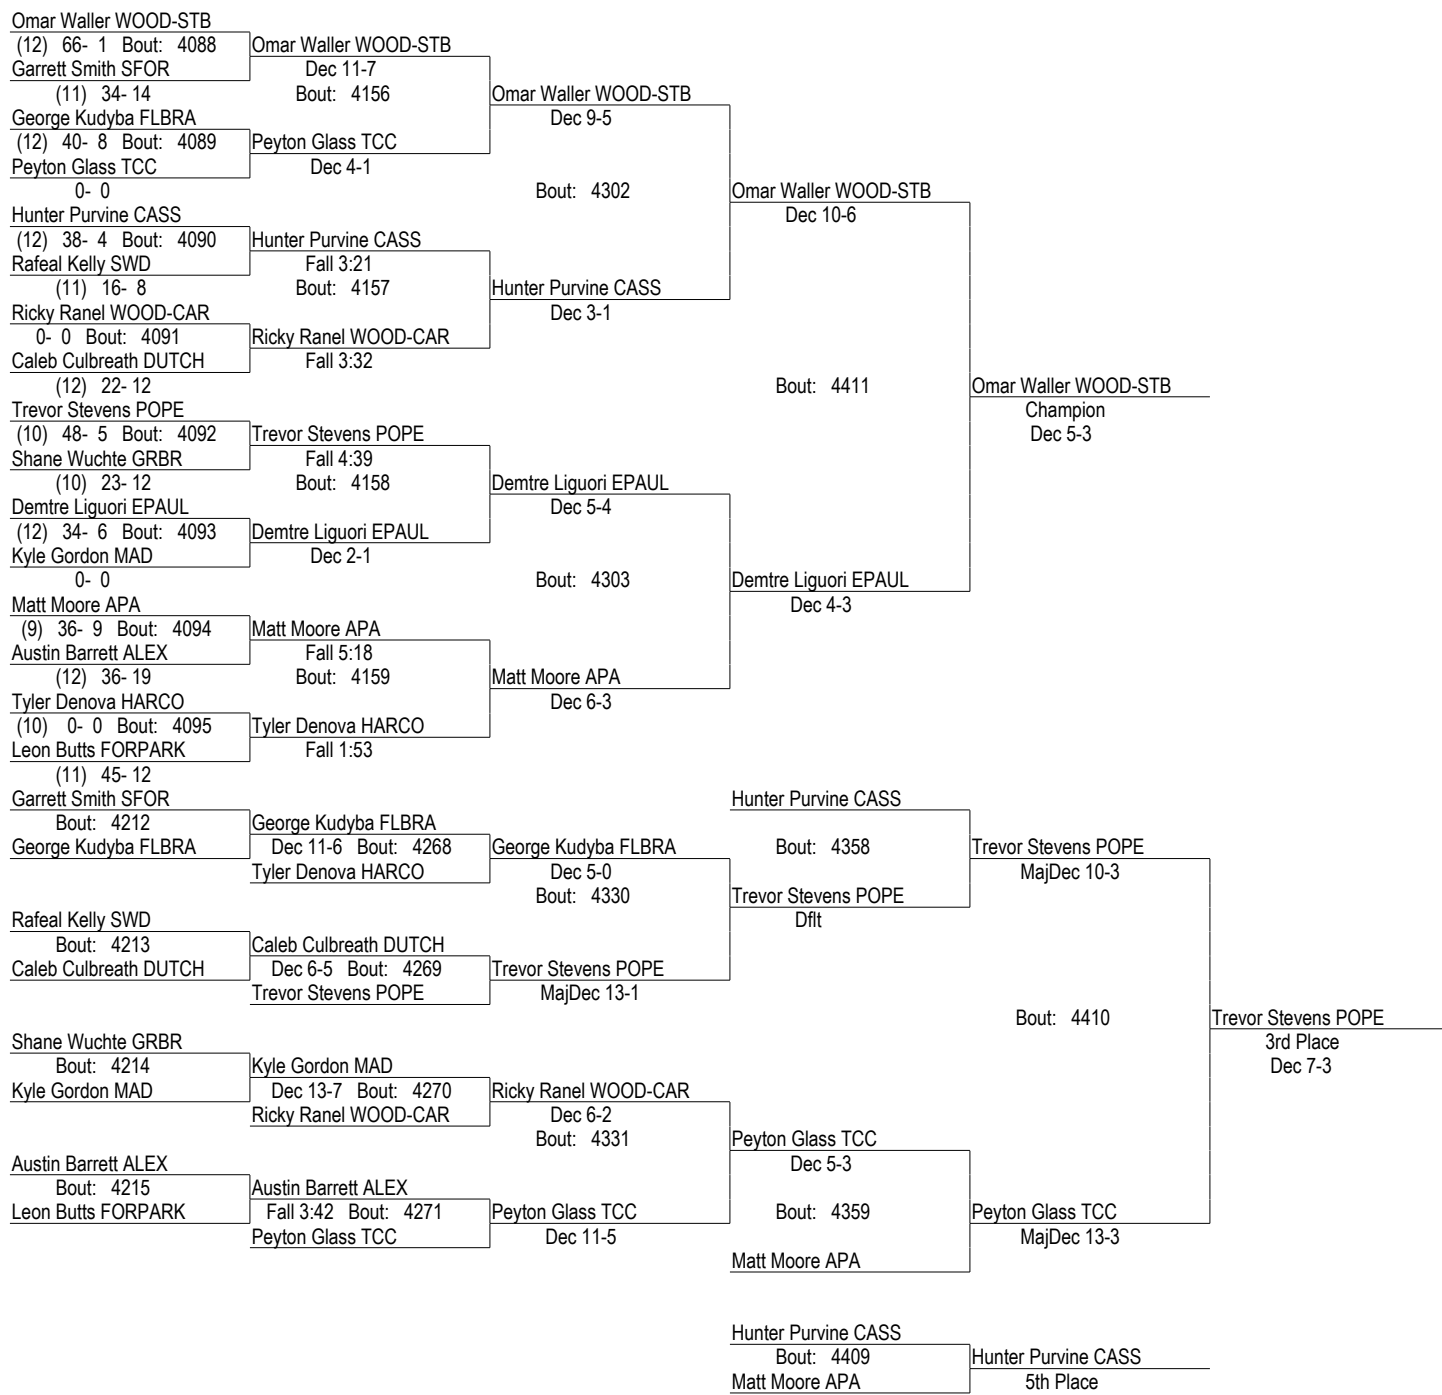 Omar Waller WOOD-STB
(12) 66- 1 Bout: 4088 Omar Waller WOOD-STB
Garrett Smith SFOR Dec 11-7
(11) 34- 14 Bout: 4156 Omar Waller WOOD-STB
George Kudyba FLBRA Dec 9-5
(12) 40- 8 Bout: 4089 Peyton Glass TCC
Peyton Glass TCC Dec 4-1
0- 0 Bout: 4302 Omar Waller WOOD-STB
Hunter Purvine CASS Dec 10-6
(12) 38- 4 Bout: 4090 Hunter Purvine CASS
Rafeal Kelly SWD Fall 3:21
(11) 16- 8 Bout: 4157 Hunter Purvine CASS
Ricky Ranel WOOD-CAR Dec 3-1
0- 0 Bout: 4091 Ricky Ranel WOOD-CAR
Caleb Culbreath DUTCH Fall 3:32
(12) 22- 12 Bout: 4411 Omar Waller WOOD-STB
Trevor Stevens POPE Champion
(10) 48- 5 Bout: 4092 Trevor Stevens POPE Dec 5-3
Shane Wuchte GRBR Fall 4:39
(10) 23- 12 Bout: 4158 Demtre Liguori EPAUL
Demtre Liguori EPAUL Dec 5-4
(12) 34- 6 Bout: 4093 Demtre Liguori EPAUL
Kyle Gordon MAD Dec 2-1
0- 0 Bout: 4303 Demtre Liguori EPAUL
Matt Moore APA Dec 4-3
(9) 36- 9 Bout: 4094 Matt Moore APA
Austin Barrett ALEX Fall 5:18
(12) 36- 19 Bout: 4159 Matt Moore APA
Tyler Denova HARCO Dec 6-3
(10) 0- 0 Bout: 4095 Tyler Denova HARCO
Leon Butts FORPARK Fall 1:53
(11) 45- 12
Garrett Smith SFOR Hunter Purvine CASS
Bout: 4212 George Kudyba FLBRA
George Kudyba FLBRA Dec 11-6 Bout: 4268 George Kudyba FLBRA Bout: 4358 Trevor Stevens POPE
Tyler Denova HARCO Dec 5-0 MajDec 10-3
Bout: 4330 Trevor Stevens POPE
Rafeal Kelly SWD Dflt
Bout: 4213 Caleb Culbreath DUTCH
Caleb Culbreath DUTCH Dec 6-5 Bout: 4269 Trevor Stevens POPE
Trevor Stevens POPE MajDec 13-1
Bout: 4410 Trevor Stevens POPE
Shane Wuchte GRBR 3rd Place
Bout: 4214 Kyle Gordon MAD Dec 7-3
Kyle Gordon MAD Dec 13-7 Bout: 4270 Ricky Ranel WOOD-CAR
Ricky Ranel WOOD-CAR Dec 6-2
Bout: 4331 Peyton Glass TCC
Austin Barrett ALEX Dec 5-3
Bout: 4215 Austin Barrett ALEX
Leon Butts FORPARK Fall 3:42 Bout: 4271 Peyton Glass TCC Bout: 4359 Peyton Glass TCC
Peyton Glass TCC Dec 11-5 MajDec 13-3
Matt Moore APA
Hunter Purvine CASS
Bout: 4409 Hunter Purvine CASS
Matt Moore APA 5th Place